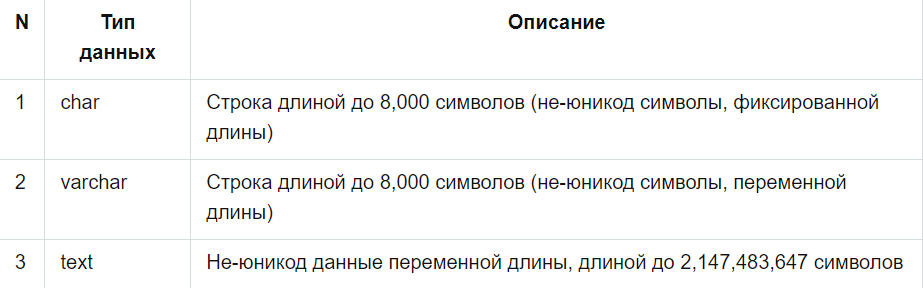 N Тип данных Описание
1 char Строка длиной до 8,000 символов (не-юникод символы, фиксированной
длины)
2 varchar Строка длиной до 8,000 символов (не-юникод символы, переменной
длины)
3 text Не-юникод данные переменной длины, длиной до 2,147,483,647 символов